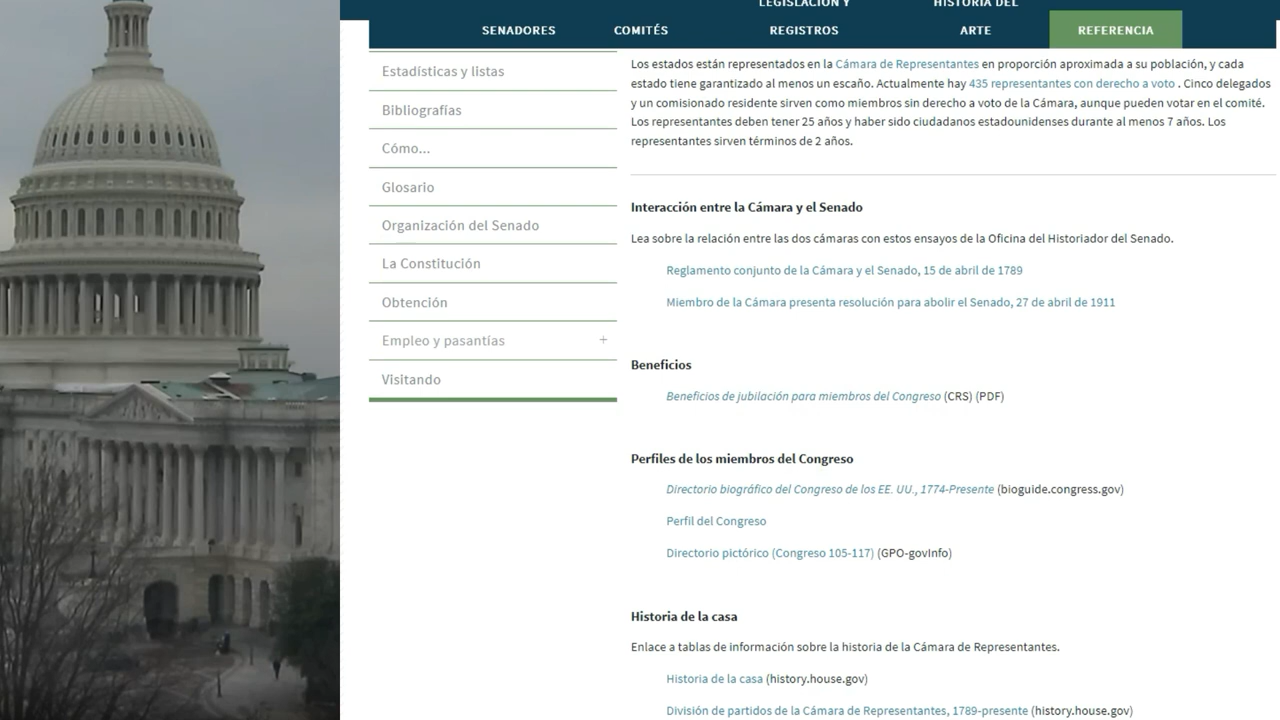 LEGISLACIÓN Y
HISTORIA DEL
SENADORES
COMITÉS
REGISTROS
ARTE
REFERENCIA
Estadísticas y listas
Bibliografías
Cómo...
Glosario
Organización del Senado
La Constitución
Obtención
Empleo y pasantías +
Visitando
Los estados están representados en la Cámara de Representantes en proporción aproximada a su población, y cada
estado tiene garantizado al menos un escaño. Actualmente hay 435 representantes con derecho a voto . Cinco delegados
y un comisionado residente sirven como miembros sin derecho a voto de la Cámara, aunque pueden votar en el comité.
Los representantes deben tener 25 años y haber sido ciudadanos estadounidenses durante al menos 7 años. Los
representantes sirven términos de 2 años.
Interacción entre la Cámara y el Senado
Lea sobre la relación entre las dos cámaras con estos ensayos de la Oficina del Historiador del Senado.
Reglamento conjunto de la Cámara y el Senado, 15 de abril de 1789
Miembro de la Cámara presenta resolución para abolir el Senado, 27 de abril de 1911
Beneficios
Beneficios de jubilación para miembros del Congreso (CRS) (PDF)
Perfiles de los miembros del Congreso
Directorio biográfico del Congreso de los EE. UU., 1774-Presente (bioguide.congress.gov)
Perfil del Congreso
Directorio pictórico (Congreso 105-117) (GPO-govInfo)
Historia de la casa
Enlace a tablas de información sobre la historia de la Cámara de Representantes.
Historia de la casa (history.house.gov)
División de partidos de la Cámara de Representantes, 1789-presente (history.house.gov)